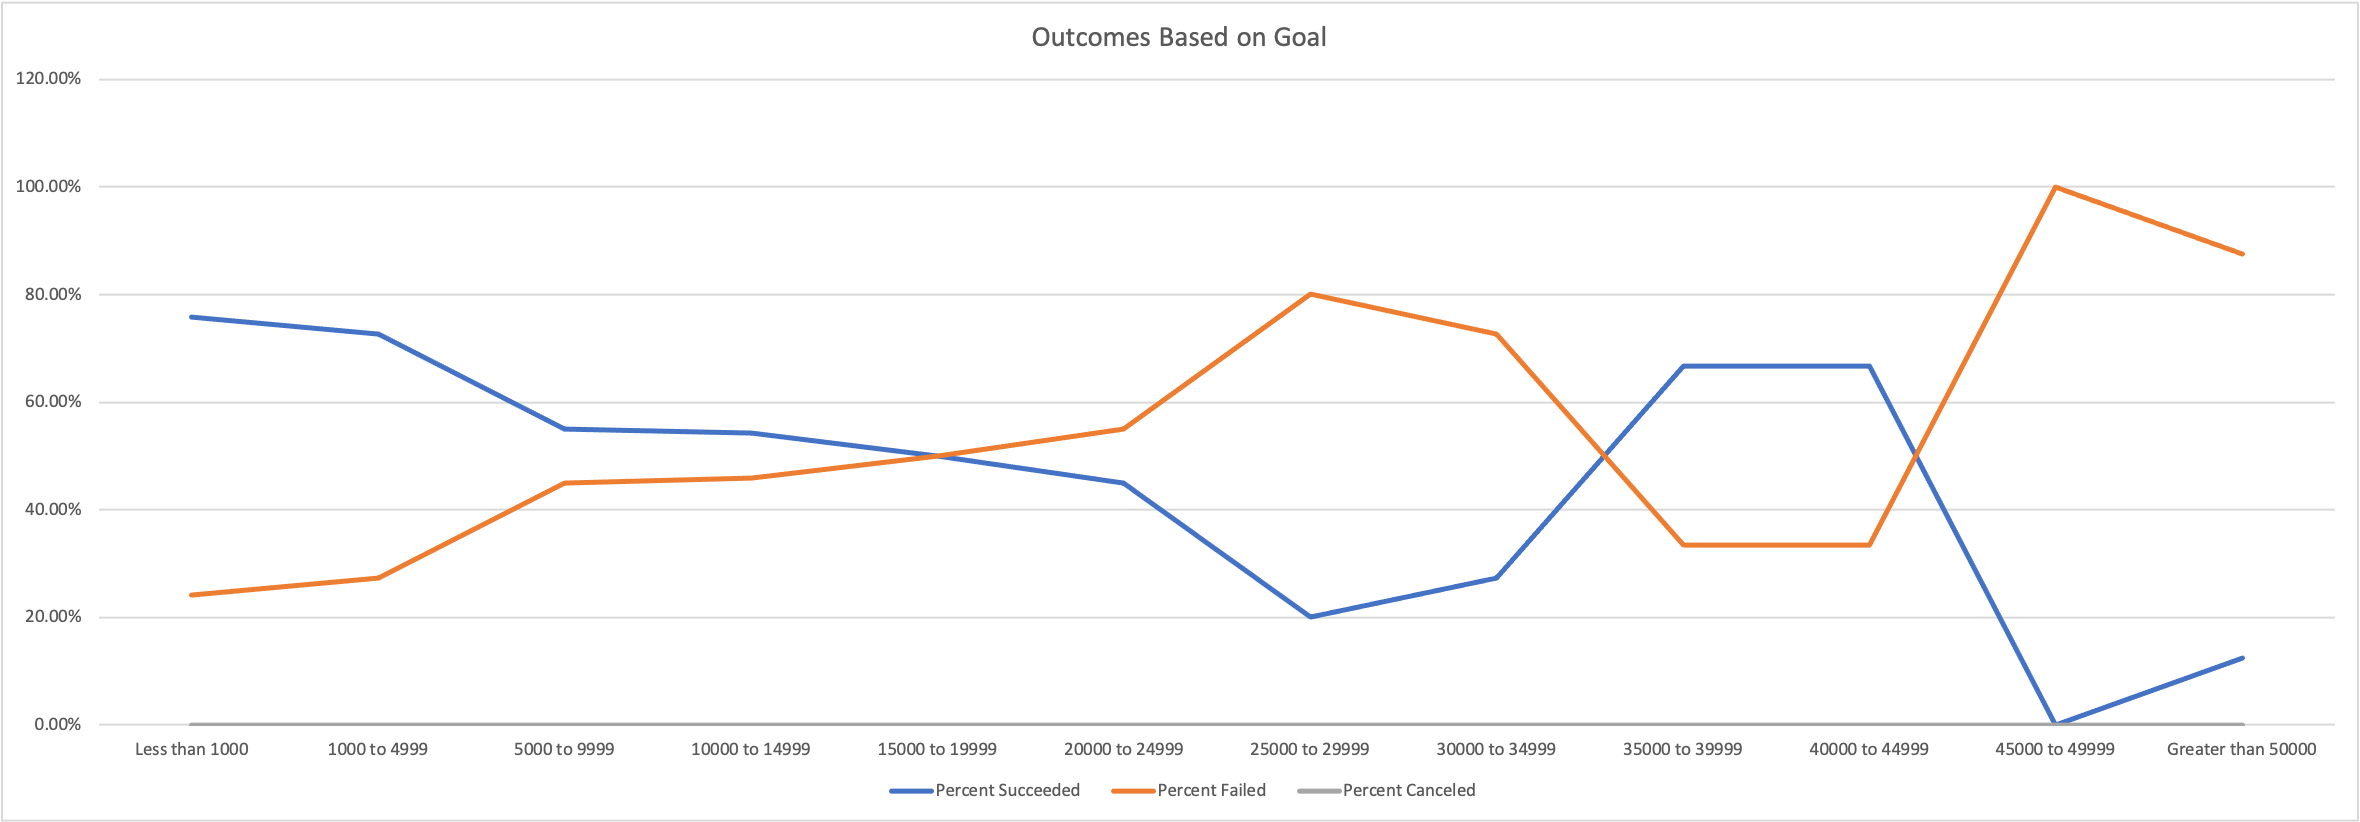 Outcomes Based on Goal
120.00%
100.00%
80.00%
60.00%
40.00%
20.00%
0.00%
Less than 1000 1000 to 4999 5000 to 9999 10000 to 14999 15000 to 19999 20000 to 24999 25000 to 29999 30000 to 34999 35000 to 39999 40000 to 44999 45000 to 49999 Greater than 50000
Percent Succeeded Percent Failed Percent Canceled